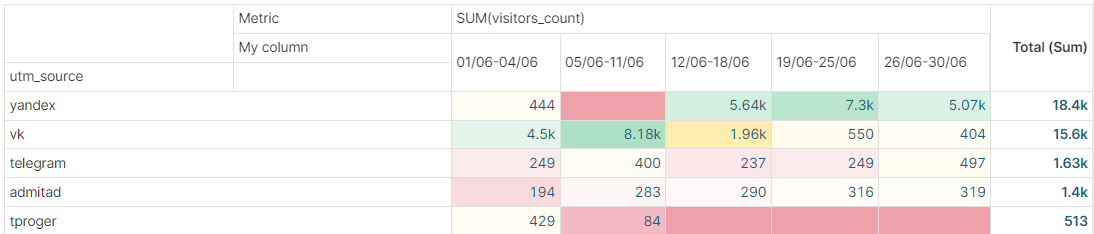 Metric SUM(visitors_count)
My column 01/06-04/06 05/06-11/06 12/06-18/06 19/06-25/06 26/06-30/06 Total (Sum)
utm_source
yandex 444 5.64k 7.3k 5.07k 18.4k
vk 4.5k 8.18k 1.96k 550 404 15.6k
telegram 249 400 237 249 497 1.63k
admitad 194 283 290 316 319 1.4k
tproger 429 84 513